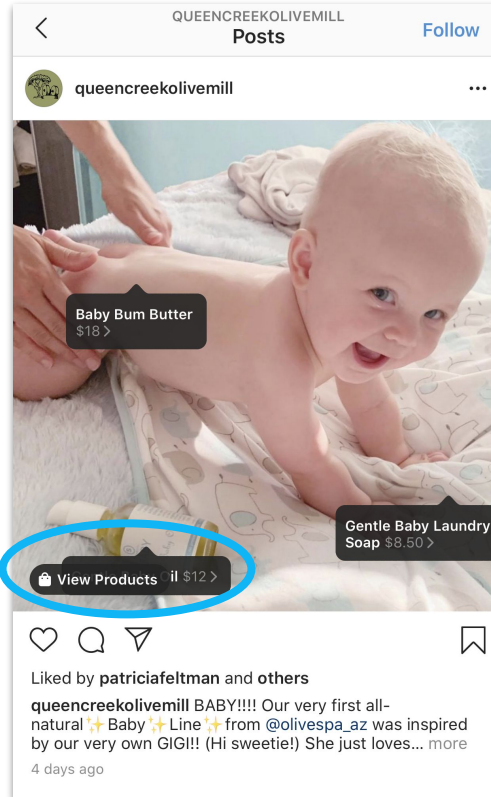 QUEENCREEKOLIVEMILL
Posts
Follow
queencreekolivemill
Baby Bum Butter
$18 >
Gentle Baby Laundry
Soap $8.50 >
View Products
il $12 >
Liked by patriciafeltman and others
queencreekolivemill BABY!!!! Our very first all-
natural✨Baby✨Line✨from @olivespa_az was inspired
by our very own GIGI!! (Hi sweetie!) She just loves... more
4 days ago